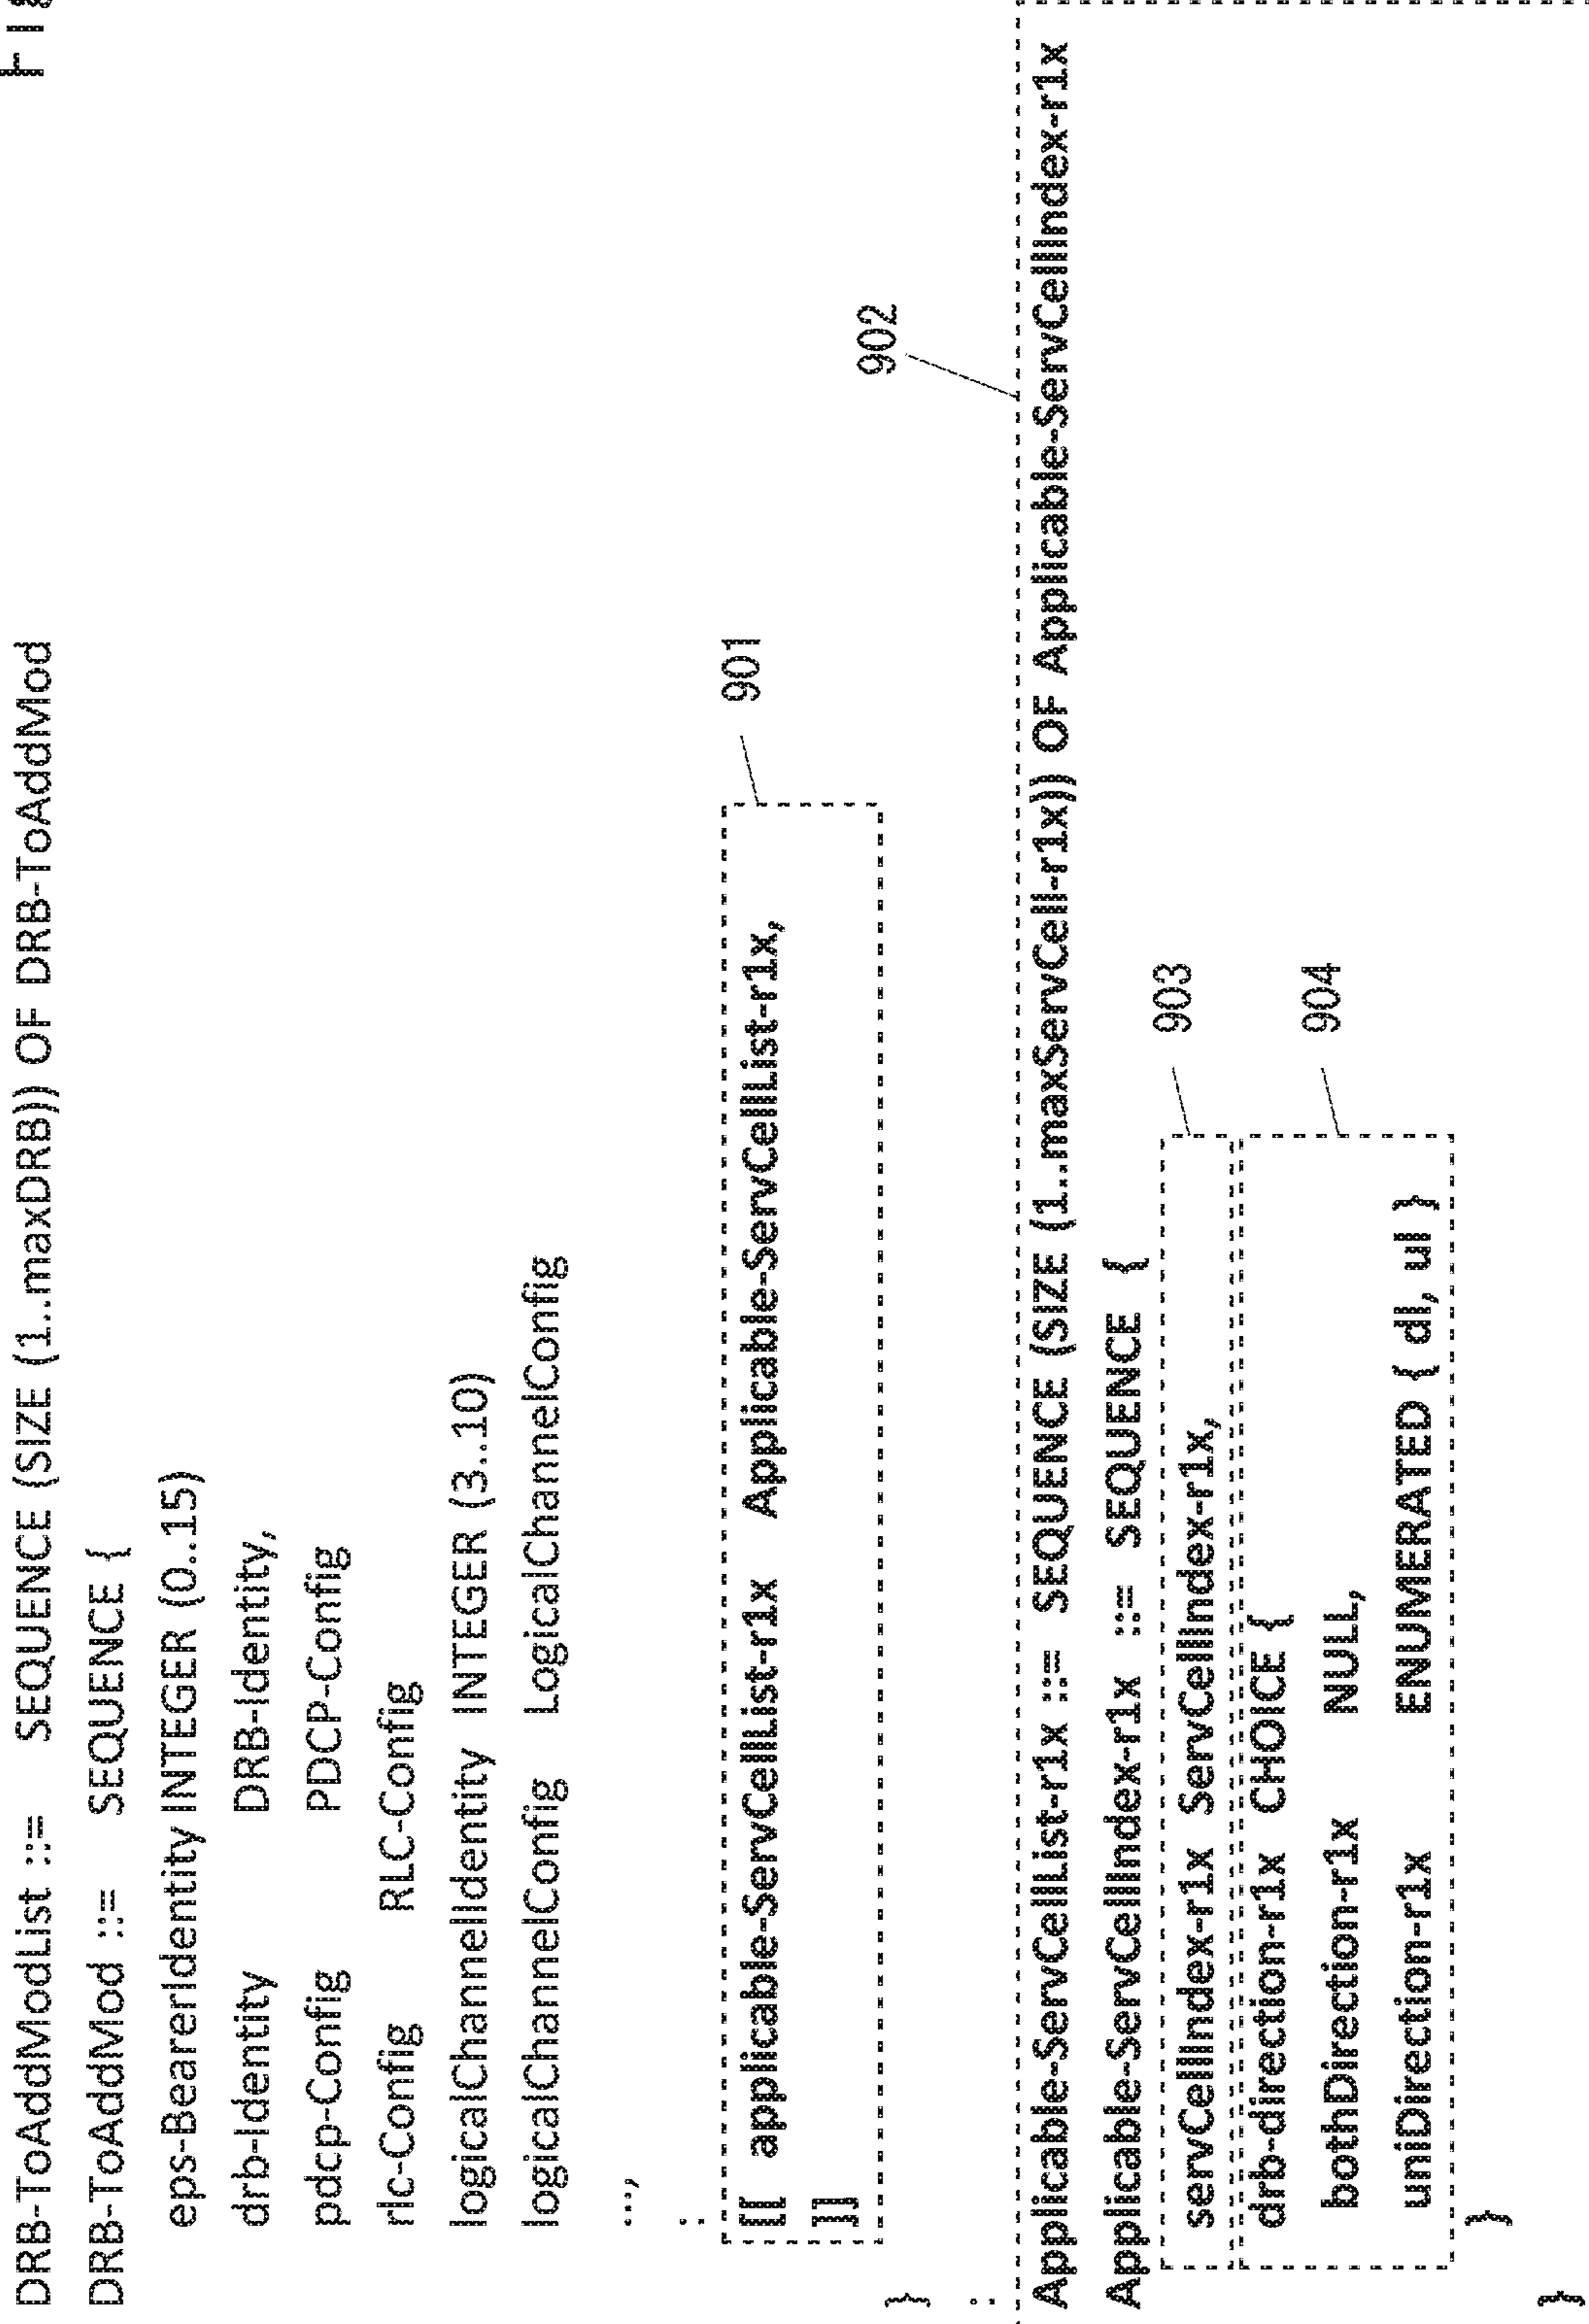 DRB-ToAddModList ::= SEQUENCE (SIZE (1..maxDRB)) OF DRB-ToAddMod
DRB-ToAddMod ::= SEQUENCE {
eps-BearerIdentity INTEGER (0..15)
drb-Identity DRB-Identity,
pdcp-Config PDCP-Config
rlc-Config RLC-Config
logicalChannelIdentity INTEGER (3..10)
logicalChannelConfig LogicalChannelConfig
...,
:
901
[[ applicable-ServCellList-r1x Applicable-ServCellList-r1x,
]]
}
:
902
Applicable-ServCellList-r1x ::= SEQUENCE (SIZE (1..maxServCell-r1x)) OF Applicable-ServCellIndex-r1x
Applicable-ServCellIndex-r1x ::= SEQUENCE {
903
servCellIndex-r1x ServCellIndex-r1x,
drb-direction-r1x CHOICE {
904
bothDirection-r1x NULL,
uniDirection-r1x ENUMERATED { dl, ul }
}
}